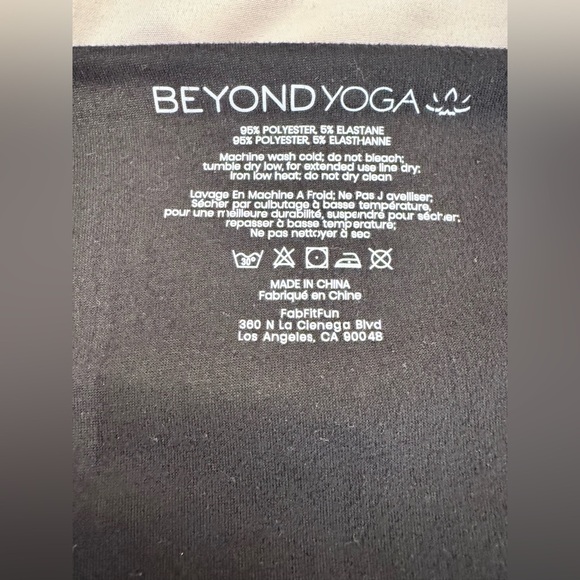 BEYOND YOGA
95% POLYESTER, 5% ELASTANE
95% POLYESTER, 5% ELASTHANNE
Machine wash cold; do not bleach;
tumble dry low, for extended use line dry;
Iron low heat; do not dry clean
Lavage En Machine A Froid; Ne Pas J avelliser;
Sécher par culbutage à basse température,
pour une meilleure durabilité, suspendre pour sécher;
repasser à basse température;
Ne pas nettoyer à sec
30°
MADE IN CHINA
Fabriqué en Chine
FabFitFun
360 N La Cienega Blvd
Los Angeles, CA 90048